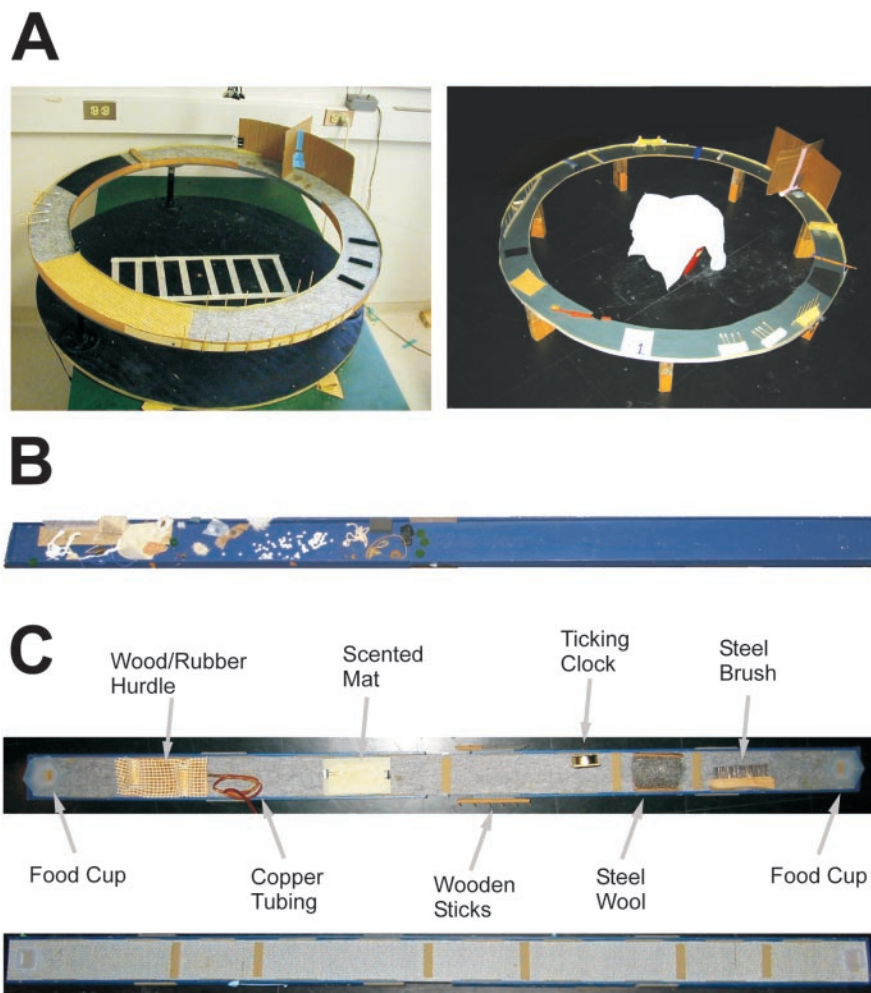 A
B
C
Wood/Rubber
Hurdle
Scented
Mat
Ticking
Clock
Steel
Brush
Food Cup
Copper
Tubing
Wooden
Sticks
Steel
Wool
Food Cup
1